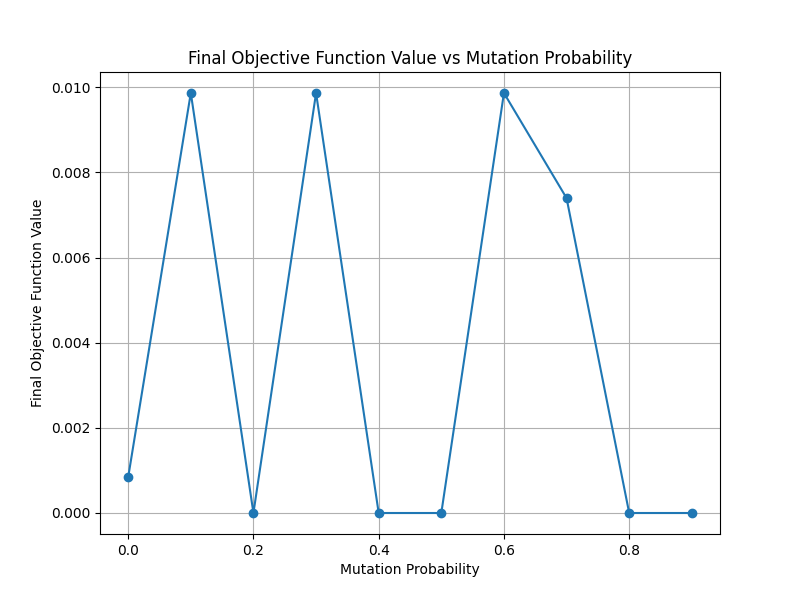 Final Objective Function Value vs Mutation Probability
Final Objective Function Value
0.010
0.008
0.006
0.004
0.002
0.000
0.0 0.2 0.4 0.6 0.8
Mutation Probability